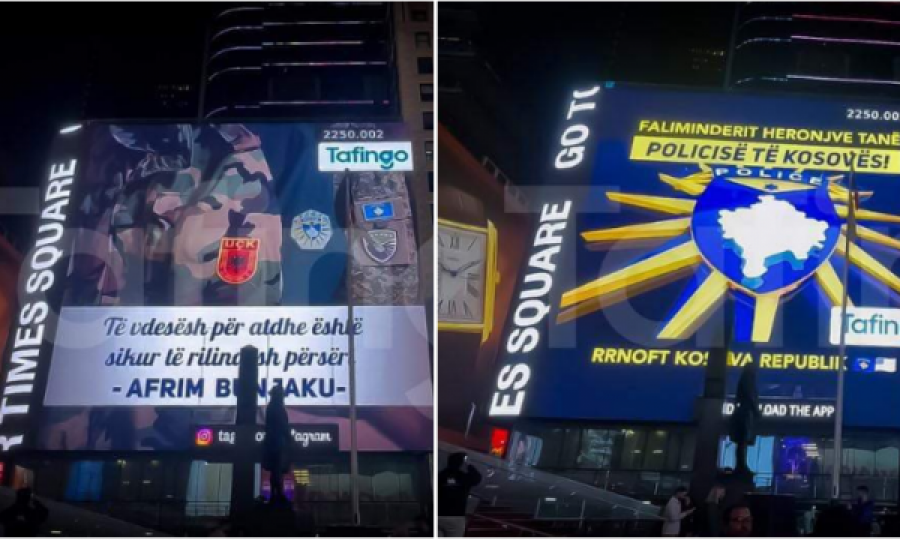 TIMES SQUARE
2250.002
Tafingo
UÇK
Të vdesësh për atdhe është
sikur të rilindësh përsëri
- AFRIM BUNJAKU-
GO TO
ES SQUARE
2250.00
FALIMINDERIT HERONJVE TANË
POLICISË TË KOSOVËS!
POLICE
Tafin
RRNOFT KOSOVA REPUBLIK
LOAD THE APP